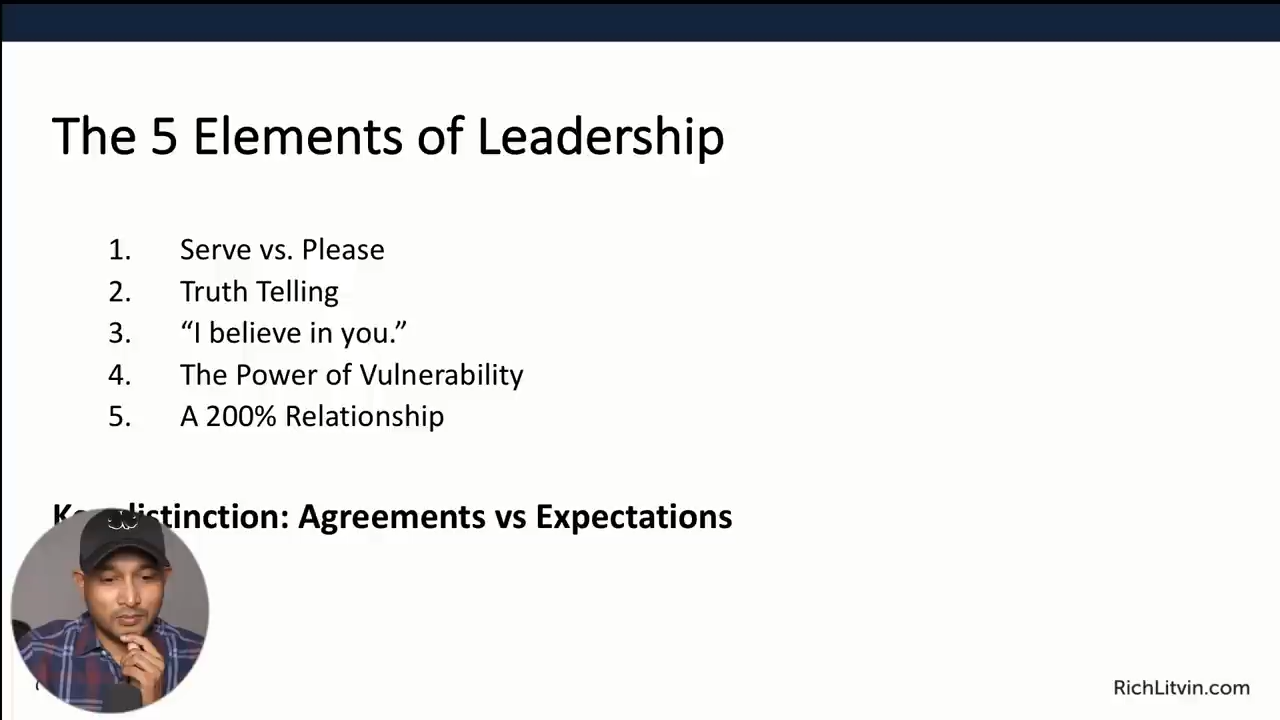 The 5 Elements of Leadership
1. Serve vs. Please
2. Truth Telling
3. “I believe in you.”
4. The Power of Vulnerability
5. A 200% Relationship
distinction: Agreements vs Expectations
RichLitvin.com